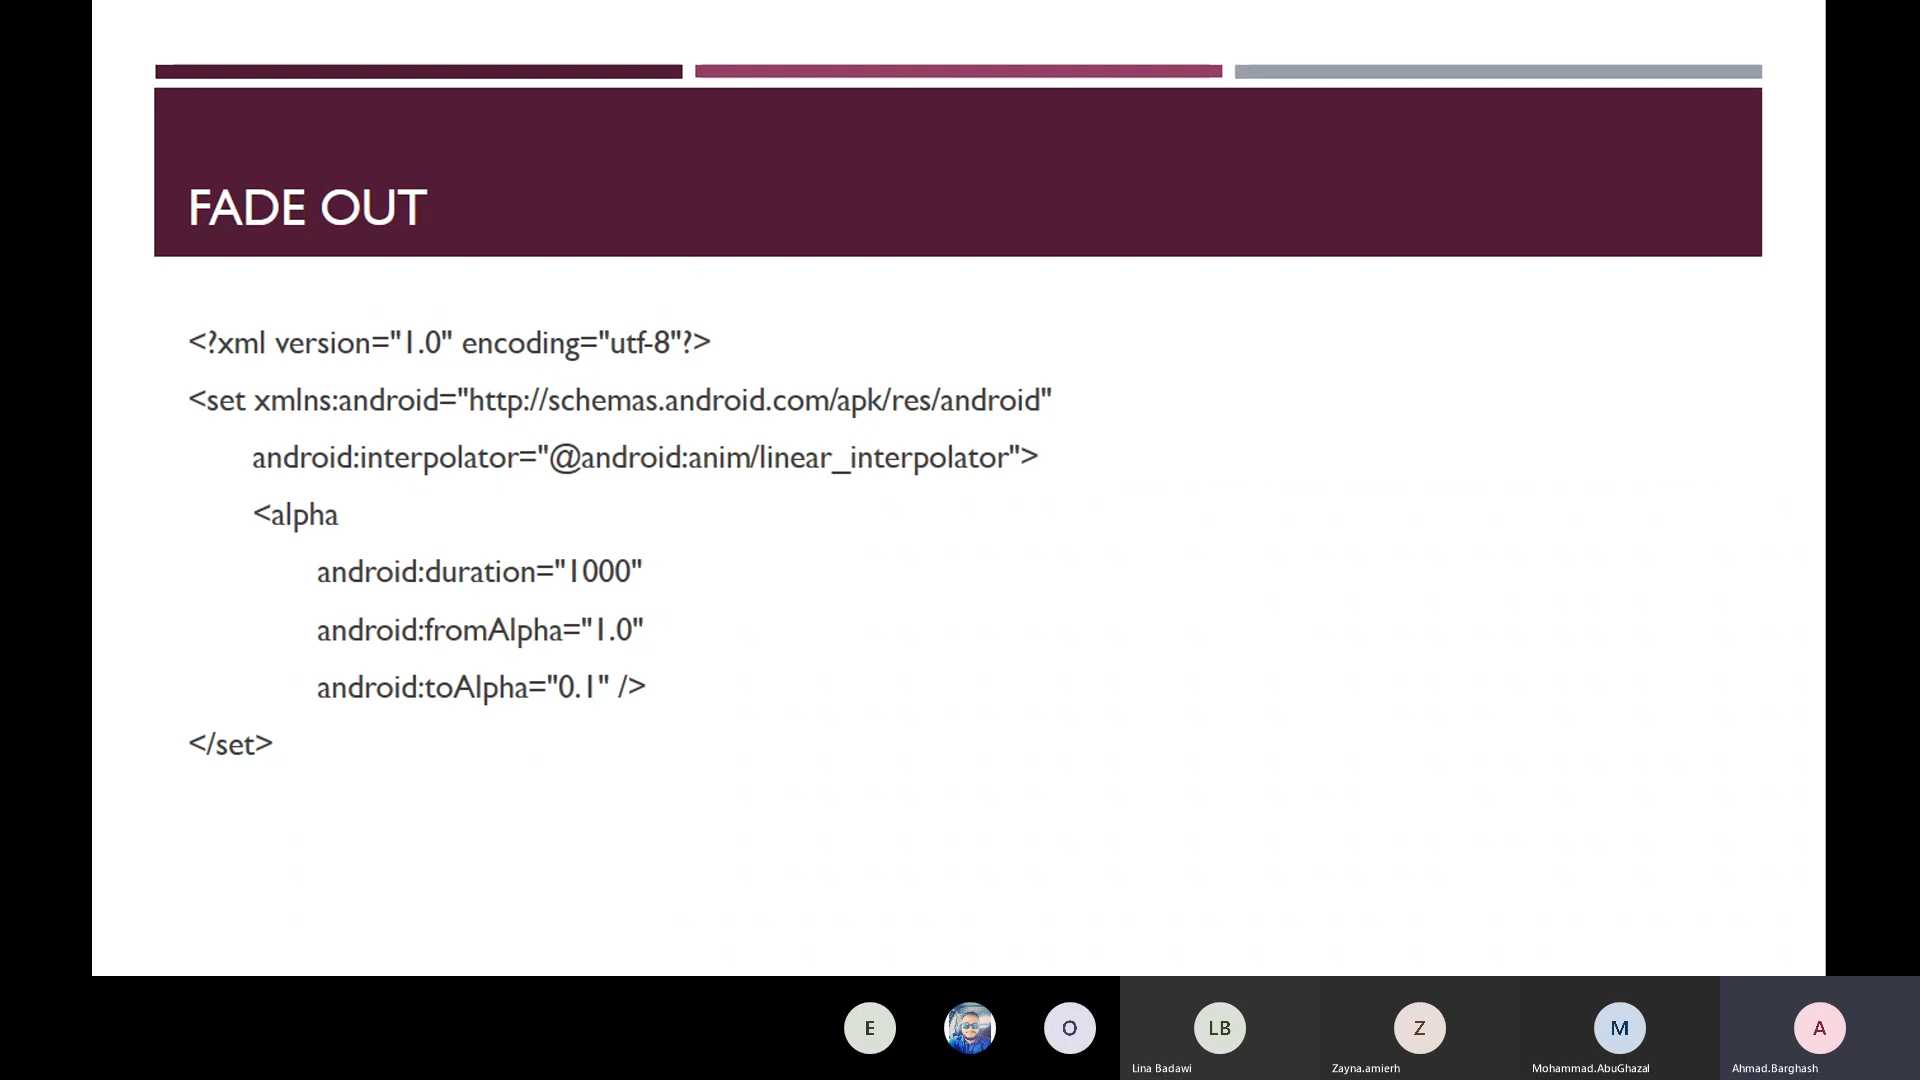 FADE OUT
<?xml version="1.0" encoding="utf-8"?>
<set xmlns:android="http://schemas.android.com/apk/res/android"
android:interpolator="@android:anim/linear_interpolator">
<alpha
android:duration="1000"
android:fromAlpha="1.0"
android:toAlpha="0.1" />
</set>
E
O
LB
Z
M
A
Lina Badawi
Zayna.amierh
Mohammad.AbuGhazal
Ahmad.Barghash